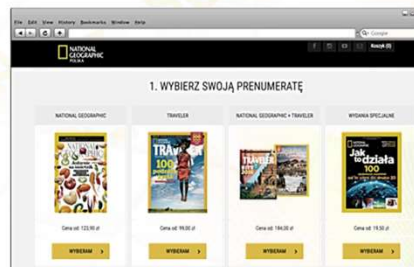 File Edit View History Bookmarks Window Help
Google
NATIONAL
GEOGRAPHIC
POLSKA
Koszyk (0)
1. WYBIERZ SWOJĄ PRENUMERATĘ
NATIONAL GEOGRAPHIC
TRAVELER
NATIONAL GEOGRAPHIC + TRAVELER
WYDANIA SPECJALNE
TRAVELER
100
TRAVELER
Jak
to działa
100
Cena od: 123,90 zł
Cena od: 99,00 zł
Cena od: 184,00 zł
Cena od: 19,50 zł
WYBIERAM >
WYBIERAM >
WYBIERAM >
WYBIERAM >